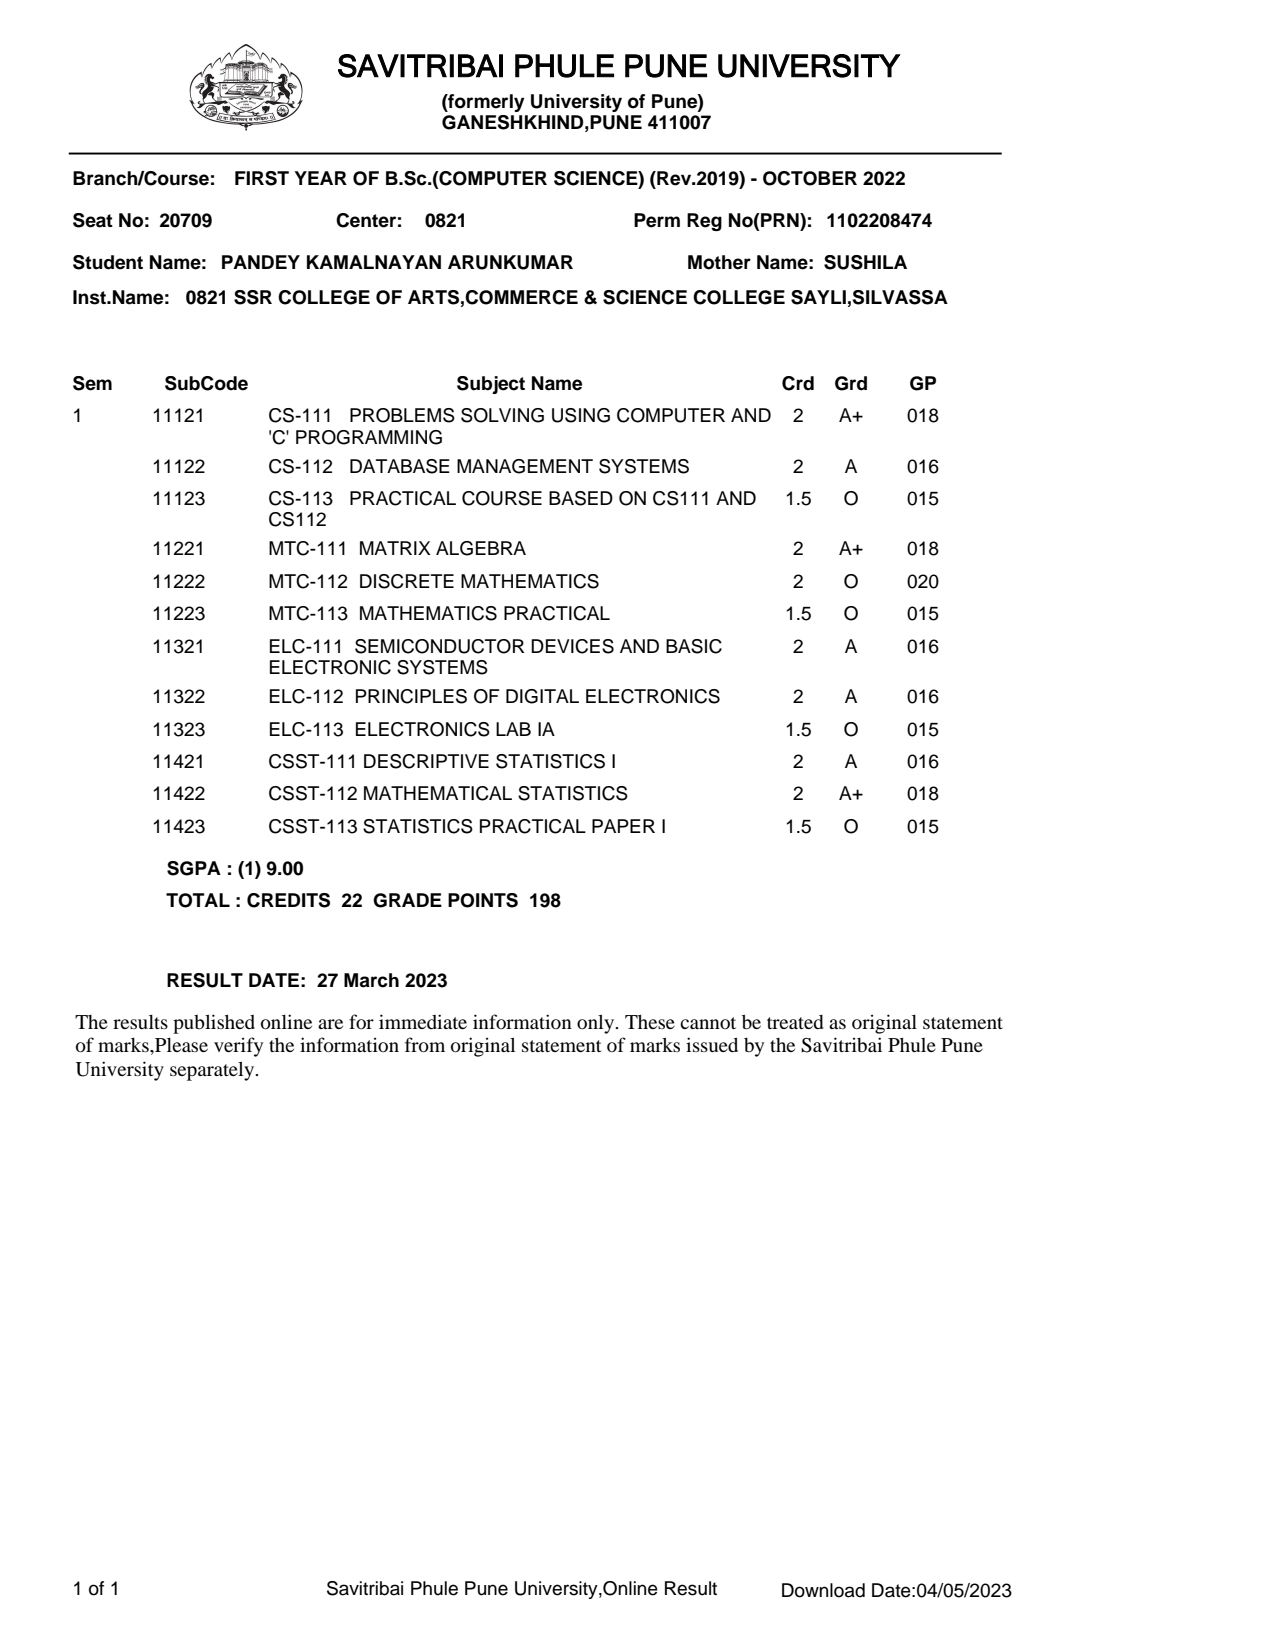 SAVITRIBAI PHULE PUNE UNIVERSITY
(formerly University of Pune)
GANESHKHIND,PUNE 411007
Branch/Course: FIRST YEAR OF B.Sc.(COMPUTER SCIENCE) (Rev.2019) - OCTOBER 2022
Seat No: 20709 Center: 0821 Perm Reg No(PRN): 1102208474
Student Name: PANDEY KAMALNAYAN ARUNKUMAR Mother Name: SUSHILA
Inst.Name: 0821 SSR COLLEGE OF ARTS,COMMERCE & SCIENCE COLLEGE SAYLI,SILVASSA
Sem SubCode Subject Name Crd Grd GP
1 11121 CS-111 PROBLEMS SOLVING USING COMPUTER AND 2 A+ 018
'C' PROGRAMMING
11122 CS-112 DATABASE MANAGEMENT SYSTEMS 2 A 016
11123 CS-113 PRACTICAL COURSE BASED ON CS111 AND 1.5 O 015
CS112
11221 MTC-111 MATRIX ALGEBRA 2 A+ 018
11222 MTC-112 DISCRETE MATHEMATICS 2 O 020
11223 MTC-113 MATHEMATICS PRACTICAL 1.5 O 015
11321 ELC-111 SEMICONDUCTOR DEVICES AND BASIC 2 A 016
ELECTRONIC SYSTEMS
11322 ELC-112 PRINCIPLES OF DIGITAL ELECTRONICS 2 A 016
11323 ELC-113 ELECTRONICS LAB IA 1.5 O 015
11421 CSST-111 DESCRIPTIVE STATISTICS I 2 A 016
11422 CSST-112 MATHEMATICAL STATISTICS 2 A+ 018
11423 CSST-113 STATISTICS PRACTICAL PAPER I 1.5 O 015
SGPA : (1) 9.00
TOTAL : CREDITS 22 GRADE POINTS 198
RESULT DATE: 27 March 2023
The results published online are for immediate information only. These cannot be treated as original statement
of marks,Please verify the information from original statement of marks issued by the Savitribai Phule Pune
University separately.
1 of 1 Savitribai Phule Pune University,Online Result Download Date:04/05/2023